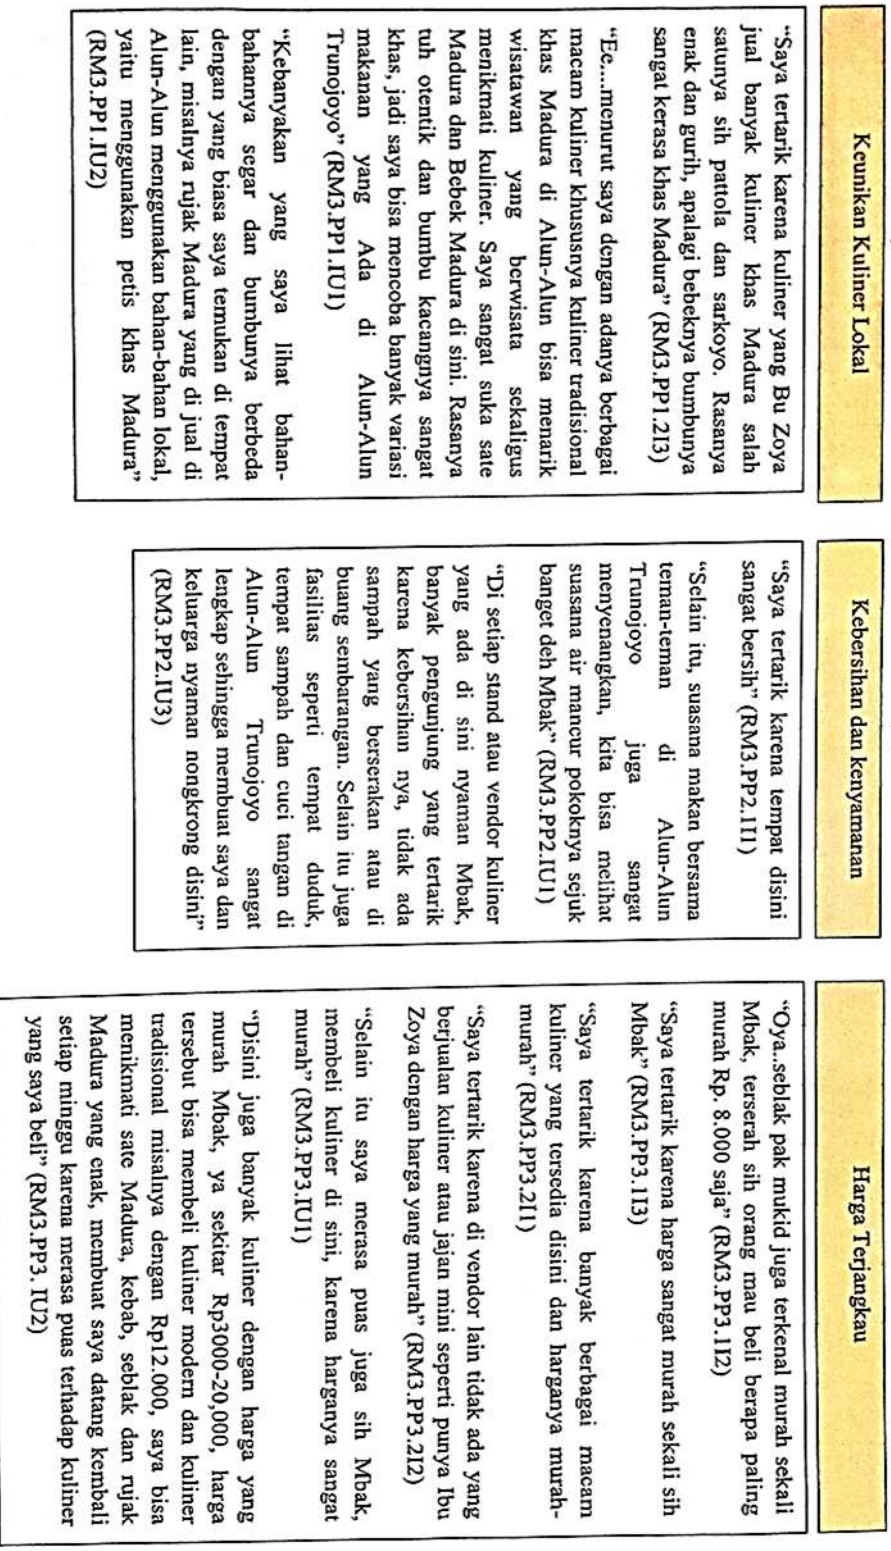 Keunikan Kuliner Lokal
“Saya tertarik karena kuliner yang Bu Zoya
jual banyak kuliner khas Madura salah
satunya sih pattola dan sarkoyo. Rasanya
enak dan gurih, apalagi bebeknya bumbunya
sangat kerasa khas Madura” (RM3.PP1.2I3)
“Ee....menurut saya dengan adanya berbagai
macam kuliner khususnya kuliner tradisional
khas Madura di Alun-Alun bisa menarik
wisatawan yang berwisata sekaligus
menikmati kuliner. Saya sangat suka sate
Madura dan Bebek Madura di sini. Rasanya
tuh otentik dan bumbu kacangnya sangat
khas, jadi saya bisa mencoba banyak variasi
makanan yang Ada di Alun-Alun
Trunojoyo” (RM3.PP1.IU1)
“Kebanyakan yang saya lihat bahan-
bahannya segar dan bumbunya berbeda
dengan yang biasa saya temukan di tempat
lain, misalnya rujak Madura yang di jual di
Alun-Alun menggunakan bahan-bahan lokal,
yaitu menggunakan petis khas Madura”
(RM3.PP1.IU2)
Kebersihan dan kenyamanan
“Saya tertarik karena tempat disini
sangat bersih” (RM3.PP2.1I1)
“Selain itu, suasana makan bersama
teman-teman di Alun-Alun
Trunojoyo juga sangat
menyenangkan, kita bisa melihat
suasana air mancur pokoknya sejuk
banget deh Mbak” (RM3.PP2.IU1)
“Di setiap stand atau vendor kuliner
yang ada di sini nyaman Mbak,
banyak pengunjung yang tertarik
karena kebersihan nya, tidak ada
sampah yang berserakan atau di
buang sembarangan. Selain itu juga
fasilitas seperti tempat duduk,
tempat sampah dan cuci tangan di
Alun-Alun Trunojoyo sangat
lengkap sehingga membuat saya dan
keluarga nyaman nongkrong disini”
(RM3.PP2.IU3)
Harga Terjangkau
“Oya..seblak pak mukid juga terkenal murah sekali
Mbak, terserah sih orang mau beli berapa paling
murah Rp. 8.000 saja” (RM3.PP3.1I2)
“Saya tertarik karena harga sangat murah sekali sih
Mbak” (RM3.PP3.1I3)
“Saya tertarik karena banyak berbagai macam
kuliner yang tersedia disini dan harganya murah-
murah” (RM3.PP3.2I1)
“Saya tertarik karena di vendor lain tidak ada yang
berjualan kuliner atau jajan mini seperti punya Ibu
Zoya dengan harga yang murah” (RM3.PP3.2I2)
“Selain itu saya merasa puas juga sih Mbak,
membeli kuliner di sini, karena harganya sangat
murah” (RM3.PP3.IU1)
“Disini juga banyak kuliner dengan harga yang
murah Mbak, ya sekitar Rp3000-20,000, harga
tersebut bisa membeli kuliner modern dan kuliner
tradisional misalnya dengan Rp12.000, saya bisa
menikmati sate Madura, kebab, seblak dan rujak
Madura yang enak, membuat saya datang kembali
setiap minggu karena merasa puas terhadap kuliner
yang saya beli” (RM3.PP3. IU2)